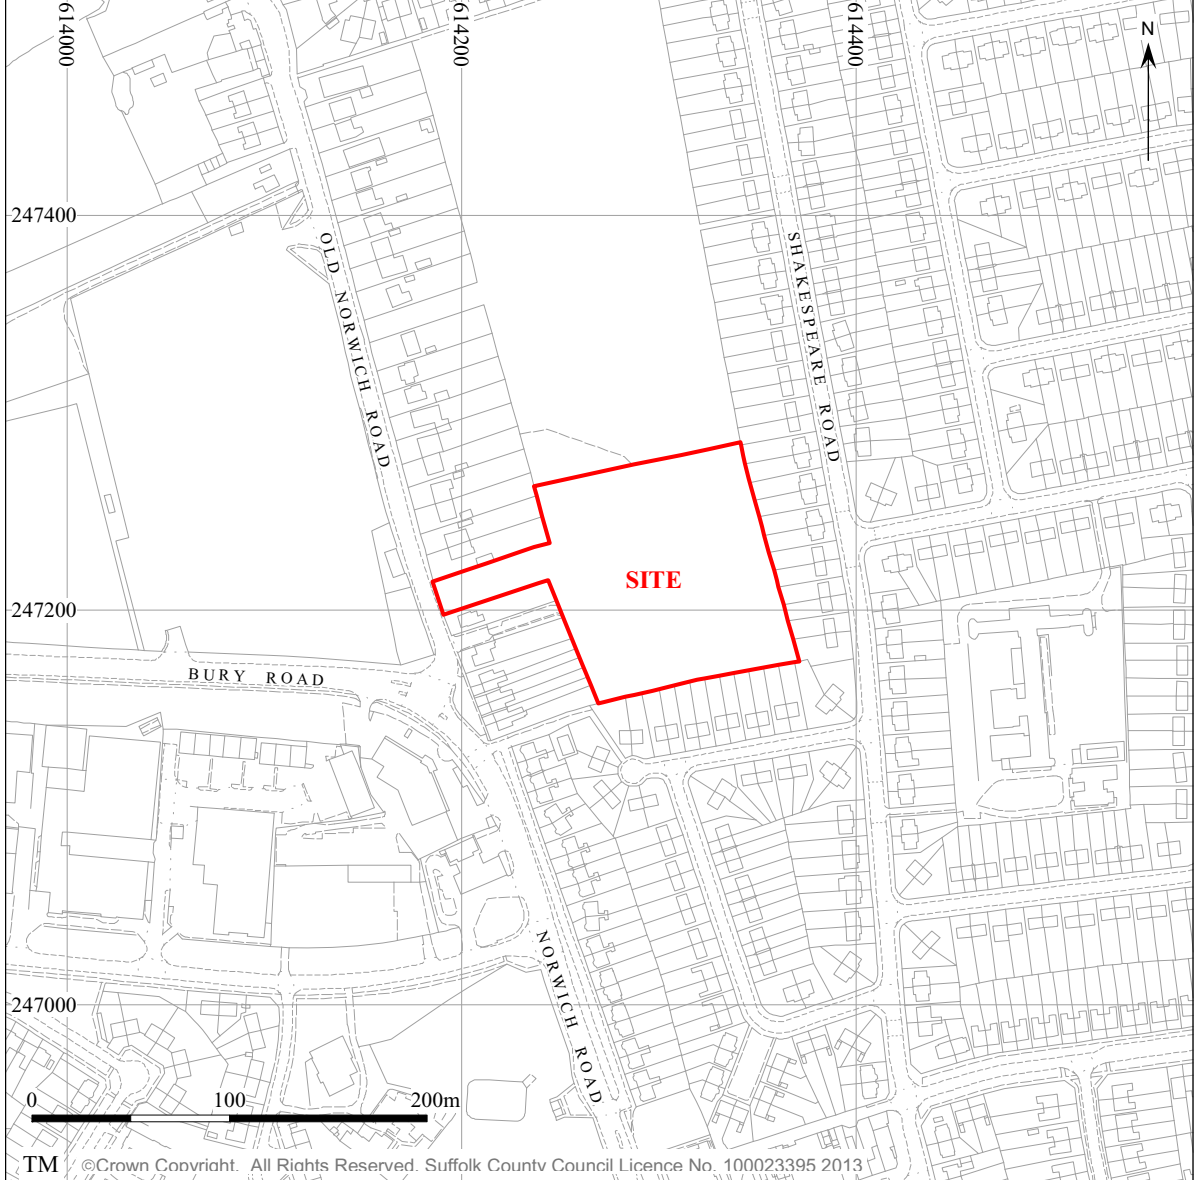 614000
614200
614400
N
247400
OLD NORWICH ROAD
SHAKESPEARE ROAD
SITE
247200
BURY ROAD
NORWICH ROAD
247000
0 100 200m
TM ©Crown Copyright. All Rights Reserved. Suffolk County Council Licence No. 100023395 2013